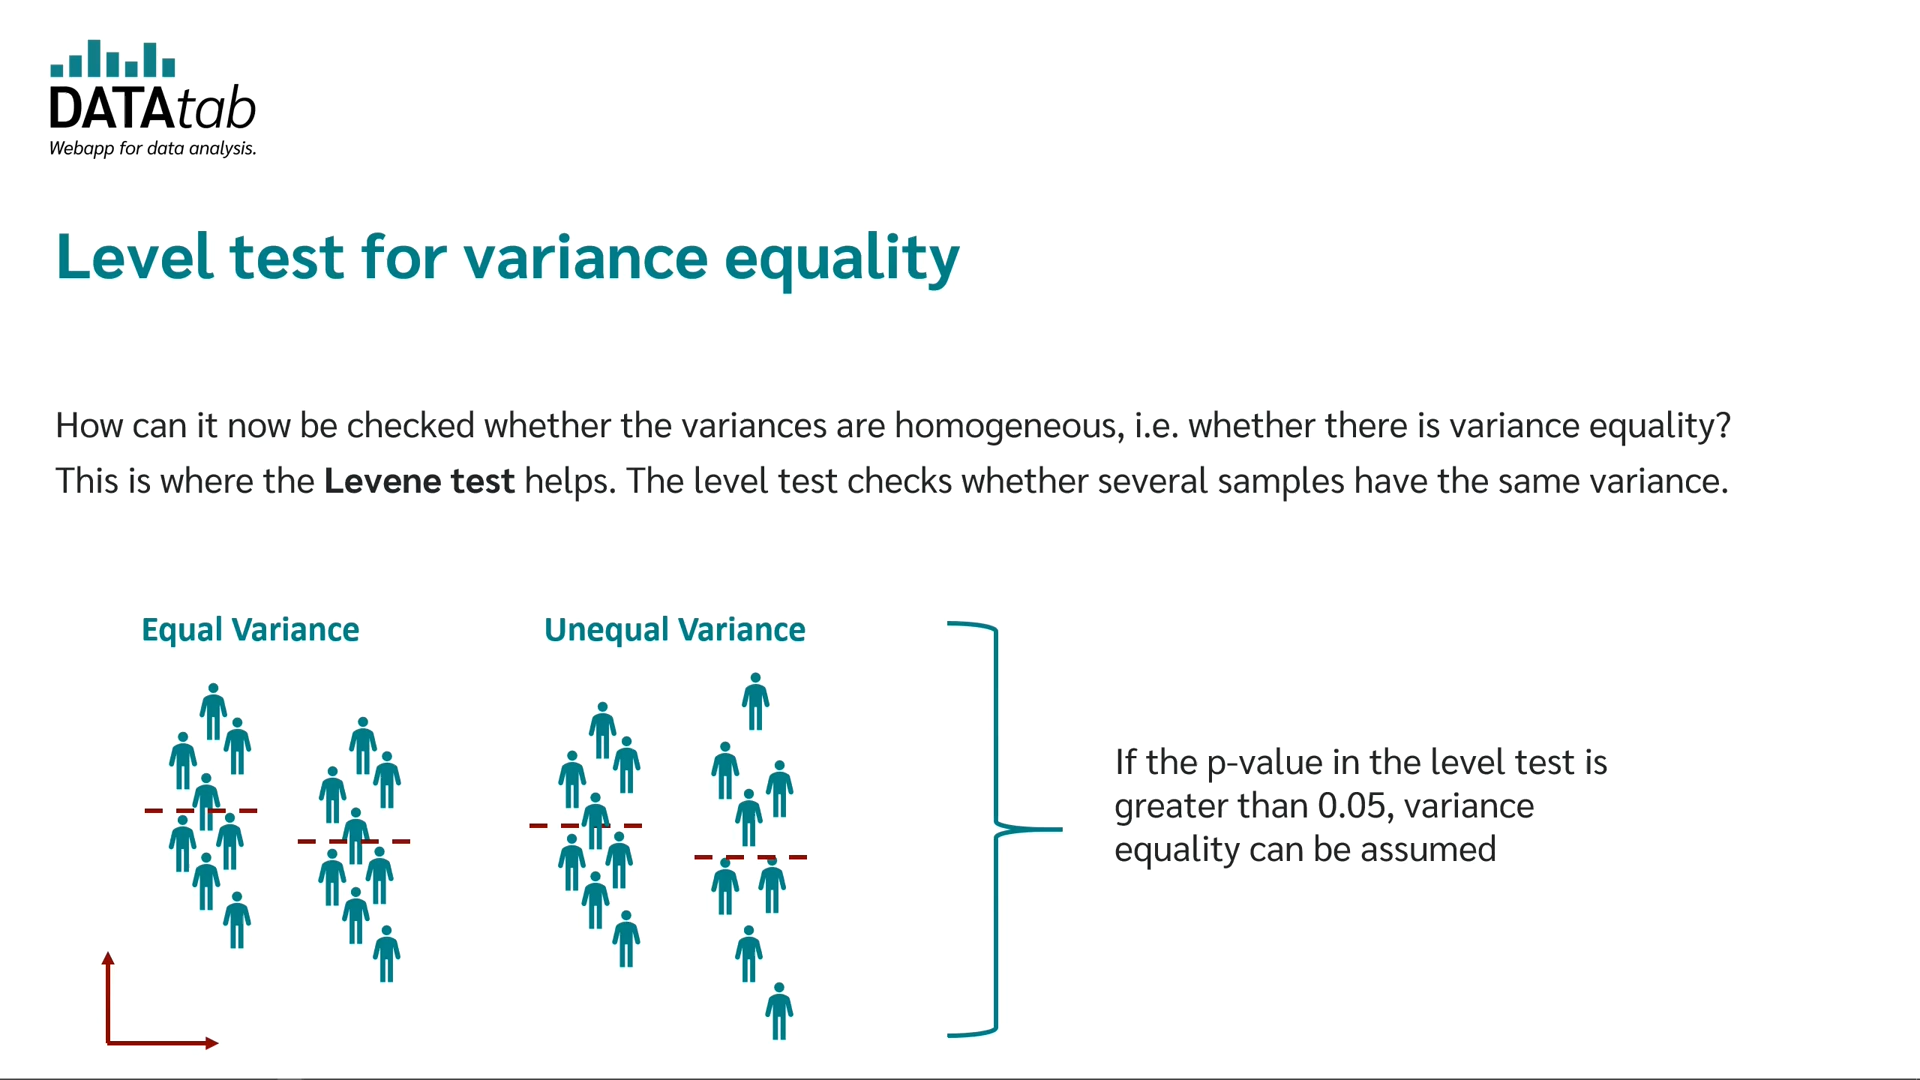 DATAtab
Webapp for data analysis.
Level test for variance equality
How can it now be checked whether the variances are homogeneous, i.e. whether there is variance equality?
This is where the Levene test helps. The level test checks whether several samples have the same variance.
Equal Variance
Unequal Variance
If the p-value in the level test is
greater than 0.05, variance
equality can be assumed